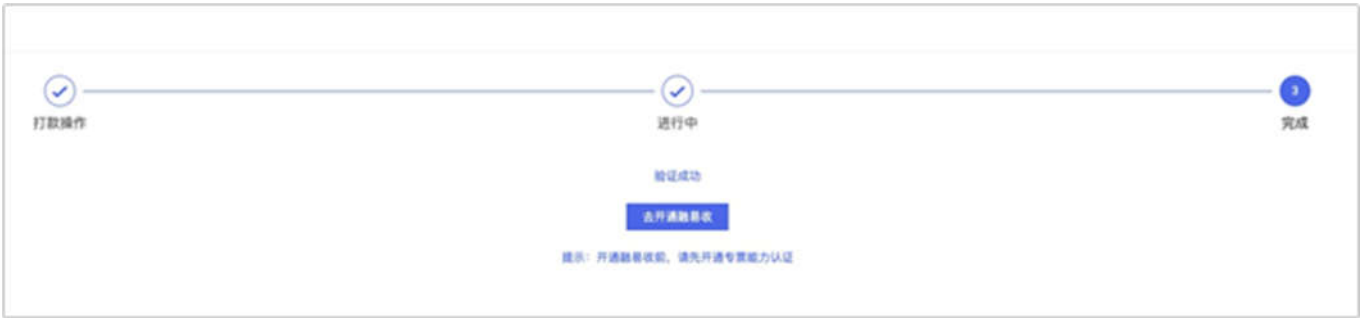 3
打款操作 进行中 完成
验证成功
去开通融易收
提示：开通融易收前，请先开通专票能力认证